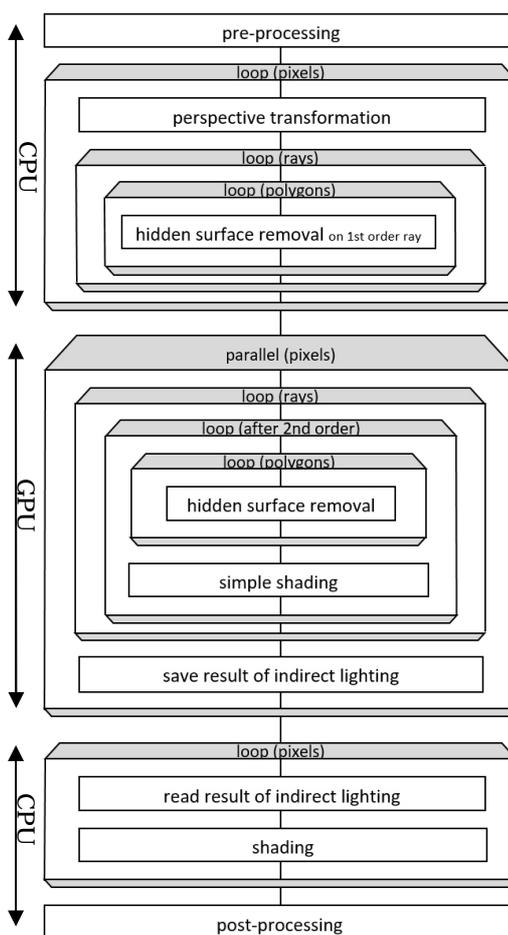 pre-processing
CPU
loop (pixels)
perspective transformation
loop (rays)
loop (polygons)
hidden surface removal on 1st order ray
GPU
parallel (pixels)
loop (rays)
loop (after 2nd order)
loop (polygons)
hidden surface removal
simple shading
save result of indirect lighting
CPU
loop (pixels)
read result of indirect lighting
shading
post-processing